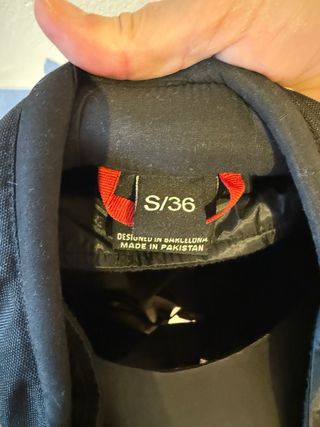 S/36
DESIGNED IN BARCELONA
MADE IN PAKISTAN